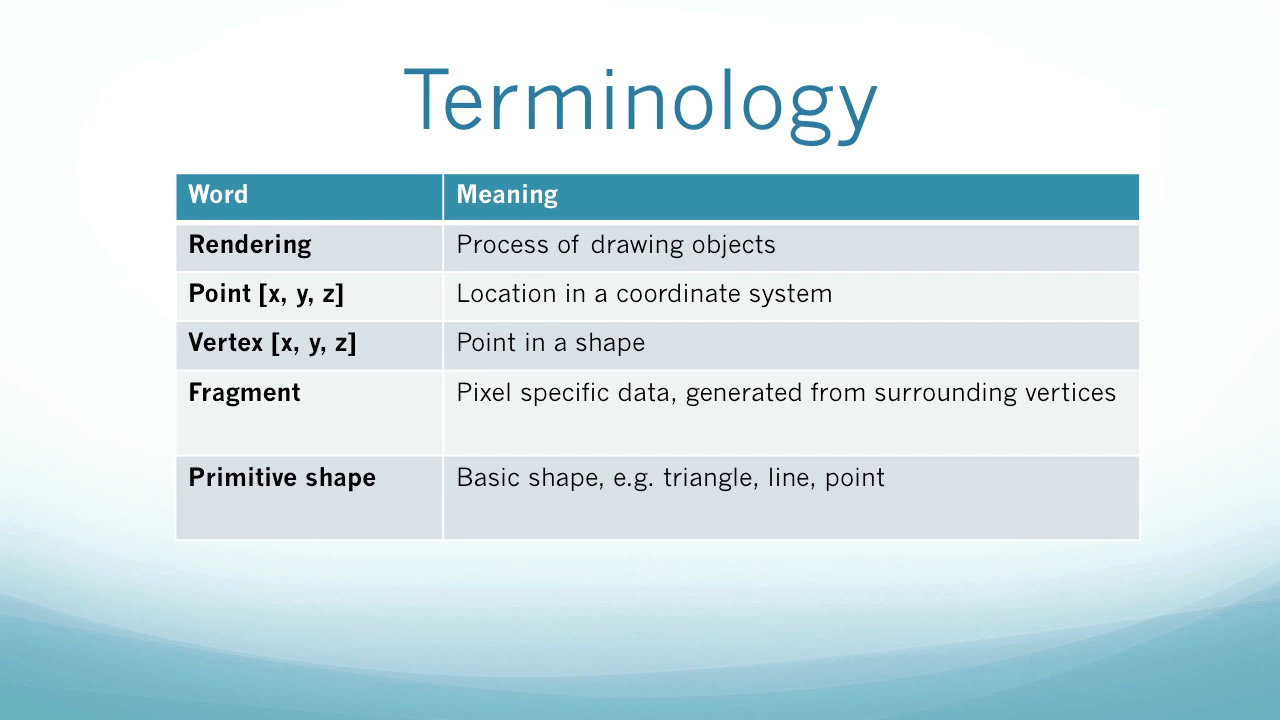 Terminology
Word Meaning
Rendering Process of drawing objects
Point [x, y, z] Location in a coordinate system
Vertex [x, y, z] Point in a shape
Fragment Pixel specific data, generated from surrounding vertices
Primitive shape Basic shape, e.g. triangle, line, point